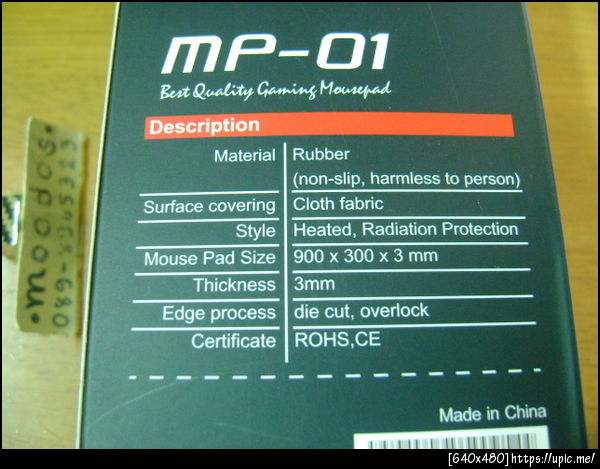 MP-01
Best Quality Gaming Mousepad
Description
Material Rubber
(non-slip, harmless to person)
Surface covering Cloth fabric
Style Heated, Radiation Protection
Mouse Pad Size 900 x 300 x 3 mm
Thickness 3mm
Edge process die cut, overlock
Certificate ROHS,CE
Made in China
•moodos•
[640x480]https://upic.me/